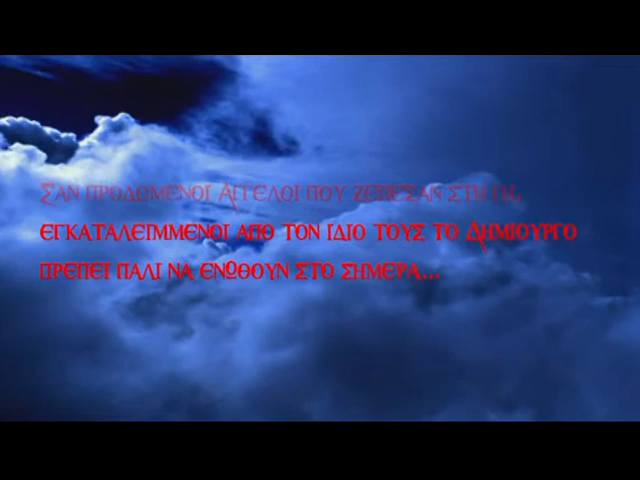 Σαν προδομενοι Αγγελοι που ξεπεσαν στη γη,
εγκαταλειμμενοι απο τον ιδιο τους το Δημιουργο
πρεπει παλι να ενωθουν στο σημερα...